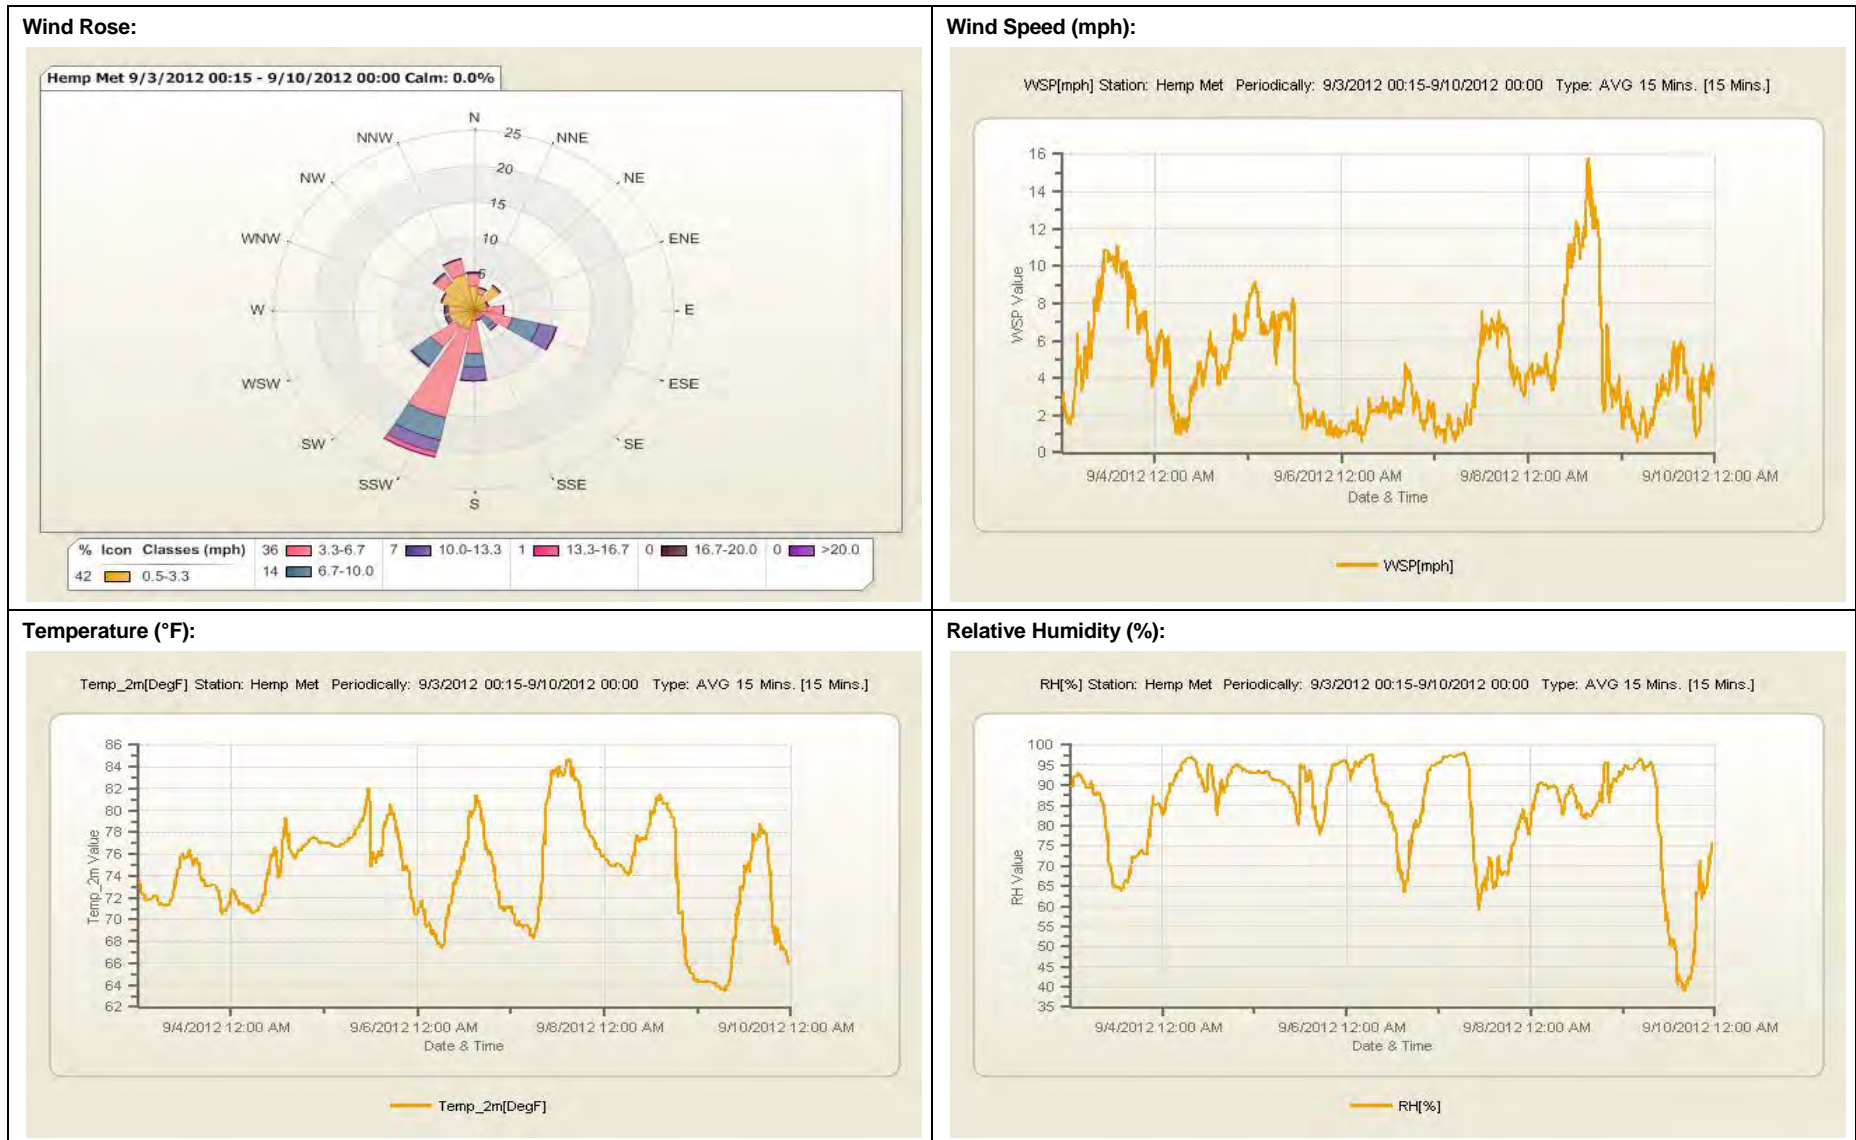 Wind Rose:
Hemp Met 9/3/2012 00:15 - 9/10/2012 00:00 Calm: 0.0%
N
NNE
NE
ENE
E
ESE
SE
SSE
S
SSW
SW
WSW
W
WNW
NW
NNW
25
20
15
10
5
% Icon Classes (mph)
42 0.5-3.3
36 3.3-6.7
14 6.7-10.0
7 10.0-13.3
1 13.3-16.7
0 16.7-20.0
0 >20.0
Wind Speed (mph):
WSP[mph] Station: Hemp Met Periodically: 9/3/2012 00:15-9/10/2012 00:00 Type: AVG 15 Mins. [15 Mins.]
WSP Value
16
14
12
10
8
6
4
2
0
9/4/2012 12:00 AM 9/6/2012 12:00 AM 9/8/2012 12:00 AM 9/10/2012 12:00 AM
Date & Time
WSP[mph]
Temperature (°F):
Temp_2m[DegF] Station: Hemp Met Periodically: 9/3/2012 00:15-9/10/2012 00:00 Type: AVG 15 Mins. [15 Mins.]
Temp_2m Value
86
84
82
80
78
76
74
72
70
68
66
64
62
9/4/2012 12:00 AM 9/6/2012 12:00 AM 9/8/2012 12:00 AM 9/10/2012 12:00 AM
Date & Time
Temp_2m[DegF]
Relative Humidity (%):
RH[%] Station: Hemp Met Periodically: 9/3/2012 00:15-9/10/2012 00:00 Type: AVG 15 Mins. [15 Mins.]
RH Value
100
95
90
85
80
75
70
65
60
55
50
45
40
35
9/4/2012 12:00 AM 9/6/2012 12:00 AM 9/8/2012 12:00 AM 9/10/2012 12:00 AM
Date & Time
RH[%]